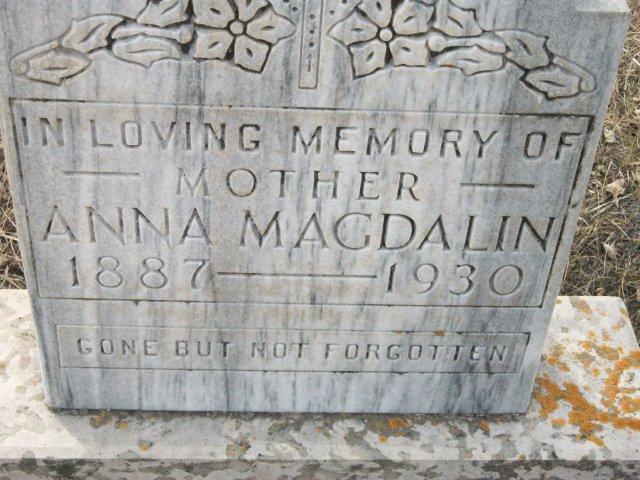 IN LOVING MEMORY OF
— MOTHER —
ANNA MAGDALIN
1887 — 1930
GONE BUT NOT FORGOTTEN